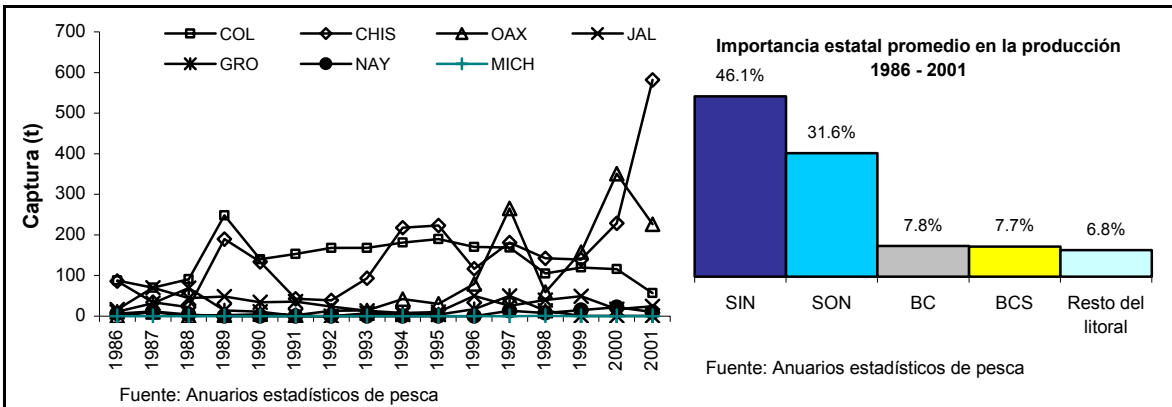 700
600
500
400
300
200
100
0
Captura (t)
COL CHIS OAX JAL
GRO NAY MICH
1986 1987 1988 1989 1990 1991 1992 1993 1994 1995 1996 1997 1998 1999 2000 2001
Fuente: Anuarios estadísticos de pesca
Importancia estatal promedio en la producción
1986 - 2001
46.1%
31.6%
7.8% 7.7% 6.8%
SIN SON BC BCS Resto del
litoral
Fuente: Anuarios estadísticos de pesca